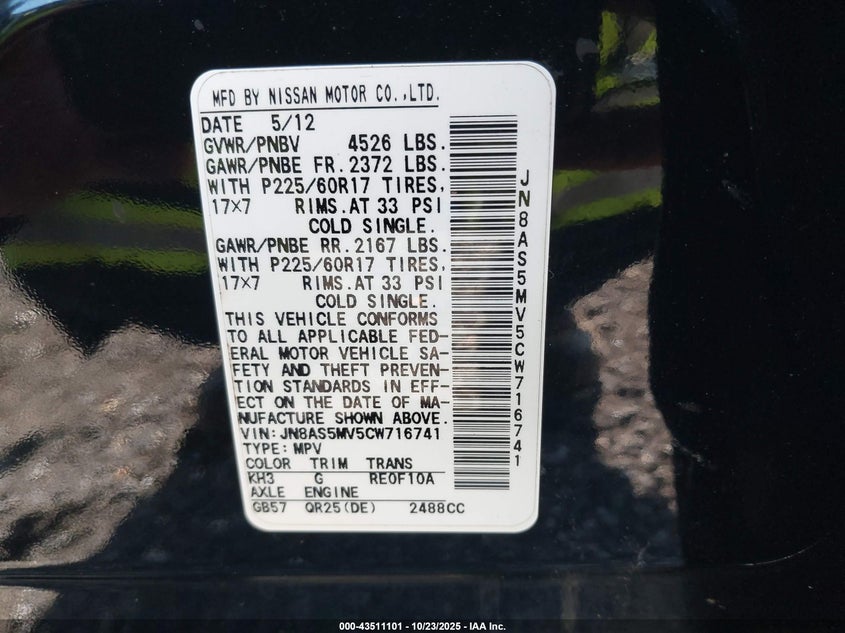 MFD BY NISSAN MOTOR CO.,LTD.
DATE 5/12
GVWR/PNBV 4526 LBS.
GAWR/PNBE FR. 2372 LBS.
WITH P225/60R17 TIRES,
17×7 RIMS.AT 33 PSI
COLD SINGLE.
GAWR/PNBE RR. 2167 LBS.
WITH P225/60R17 TIRES,
17×7 RIMS.AT 33 PSI
COLD SINGLE.
THIS VEHICLE CONFORMS
TO ALL APPLICABLE FED-
ERAL MOTOR VEHICLE SA-
FETY AND THEFT PREVEN-
TION STANDARDS IN EFF-
ECT ON THE DATE OF MA-
NUFACTURE SHOWN ABOVE.
VIN: JN8AS5MV5CW716741
TYPE: MPV
COLOR TRIM TRANS
KH3 G RE0F10A
AXLE ENGINE
GB57 QR25(DE) 2488CC
JN8AS5MV5CW716741
000-43511101 - 10/23/2025 - IAA Inc.